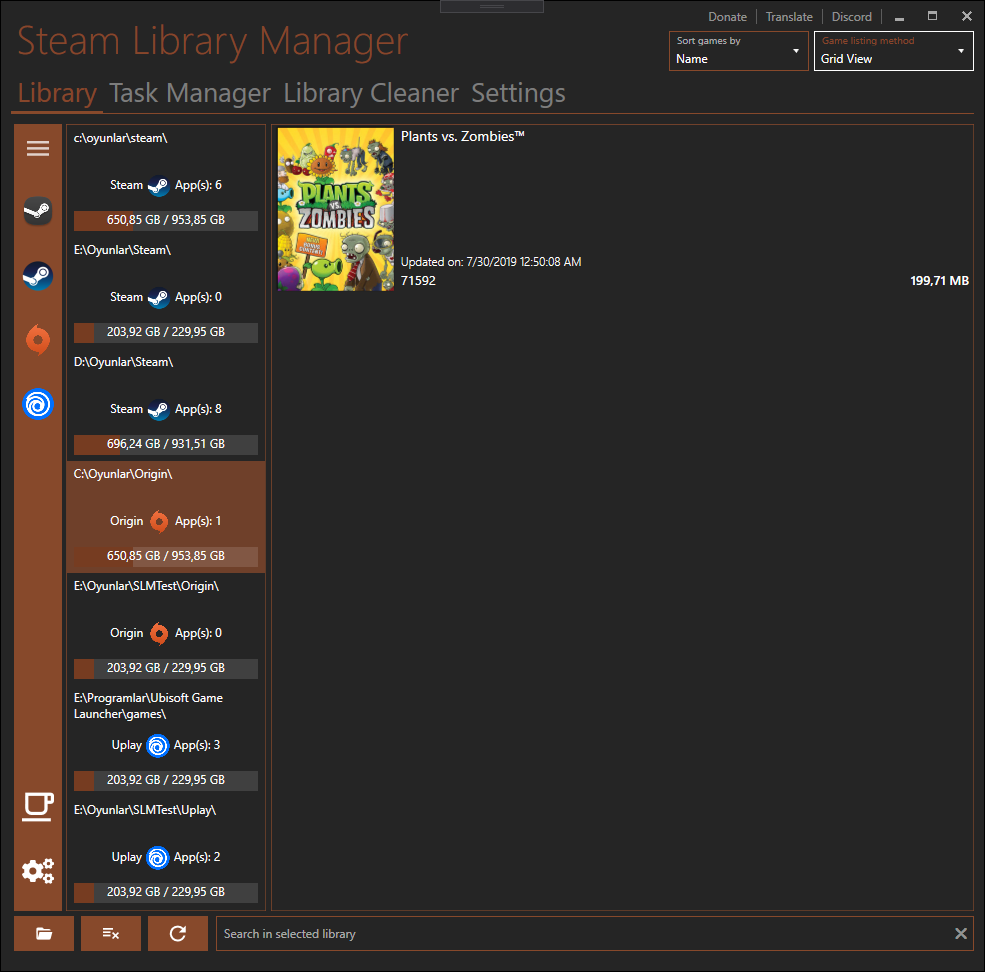 Donate
Translate
Discord
Steam Library Manager
Sort games by
Name
Game listing method
Grid View
Library
Task Manager
Library Cleaner
Settings
c:\oyunlar\steam\
Steam App(s): 6
650,85 GB / 953,85 GB
E:\Oyunlar\Steam\
Steam App(s): 0
203,92 GB / 229,95 GB
D:\Oyunlar\Steam\
Steam App(s): 8
696,24 GB / 931,51 GB
C:\Oyunlar\Origin\
Origin App(s): 1
650,85 GB / 953,85 GB
E:\Oyunlar\SLMTest\Origin\
Origin App(s): 0
203,92 GB / 229,95 GB
E:\Programlar\Ubisoft Game
Launcher\games\
Uplay App(s): 3
203,92 GB / 229,95 GB
E:\Oyunlar\SLMTest\Uplay\
Uplay App(s): 2
203,92 GB / 229,95 GB
PLANTS
VS.
ZOMBIES
Plants vs. Zombies™
Updated on: 7/30/2019 12:50:08 AM
71592
199,71 MB
Search in selected library